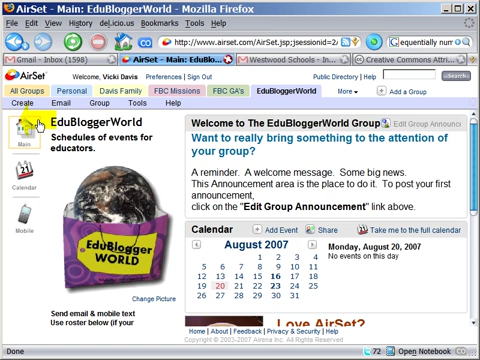 AirSet - Main: EduBloggerWorld - Mozilla Firefox
File Edit View History del.icio.us Bookmarks Tools Help
http://www.airset.com/AirSet.jsp;jsessionid=2
equentially num
Gmail - Inbox (1598) AirSet - Main: EduBloggerWorld Westwood Schools - In... Creative Commons Att...
AirSet Welcome, Vicki Davis Preferences | Sign Out Public Directory | Help Search
All Groups Personal Davis Family FBC Missions FBC GA's EduBloggerWorld More Add a Group
Create Email Group Tools Help
Main
Calendar
Mobile
EduBloggerWorld
Schedules of events for
educators.
EduBlogger
WORLD
Change Picture
Send email & mobile text
Use roster below (if your
Welcome to The EduBloggerWorld Group
Edit Group Announci
Want to really bring something to the attention of
your group?
A reminder. A welcome message. Some big news.
This Announcement area is the place to do it. To post your first
announcement,
click on the "Edit Group Announcement" link above.
Calendar Add Event Share Take me to the full calendar
August 2007
1 2 3 4
5 6 7 8 9 10 11
12 13 14 15 16 17 18
19 20 21 22 23 24 25
26 27 28 29 30 31
Monday, August 20, 2007
No events on this day
Love AirSet?
Home | About | Feedback | Privacy & Security | Help
Copyright © 2003-2007 Airena Inc. All Rights Reserved.
Done
72 Open Notebook